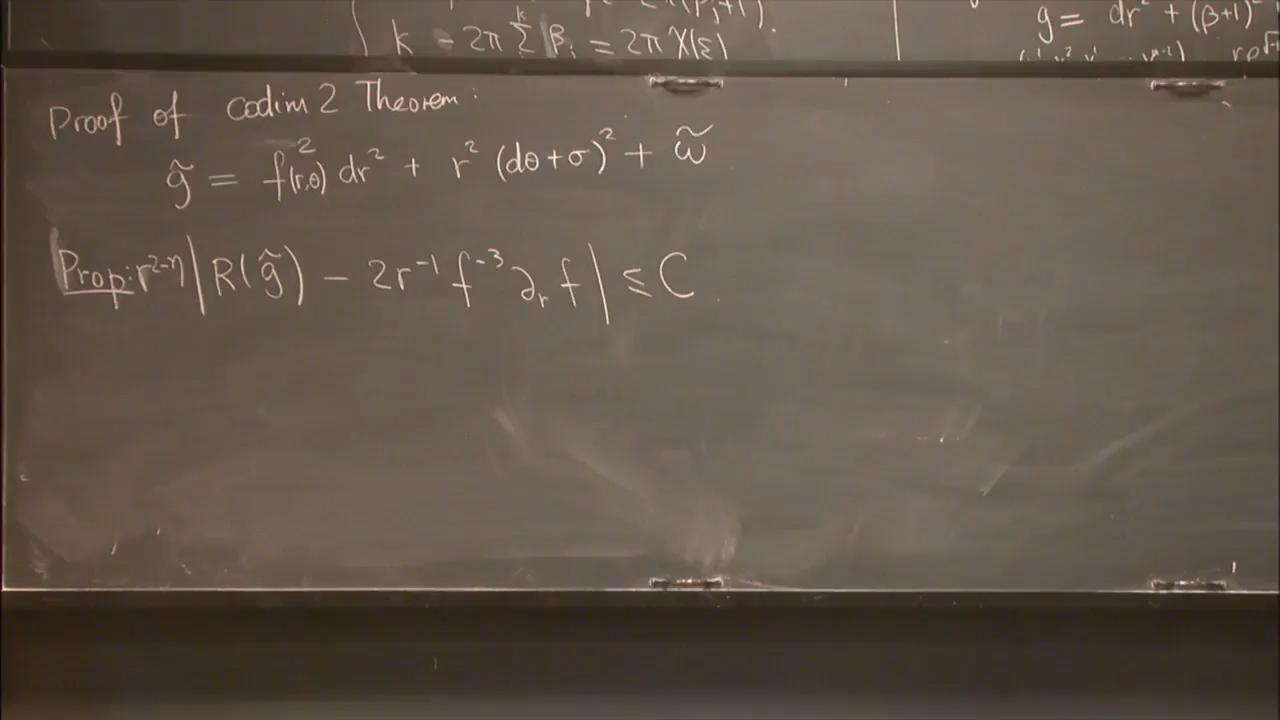 k = 2π Σ β_i = 2π χ(Σ)
g = dr² + (β+1)²
Proof of codim 2 Theorem:
g̃ = f(r,θ)² dr² + r² (dθ+σ)² + ω̃
Prop: r^{2-η} | R(g̃) − 2r^{-1} f^{-3} ∂_r f | ≤ C